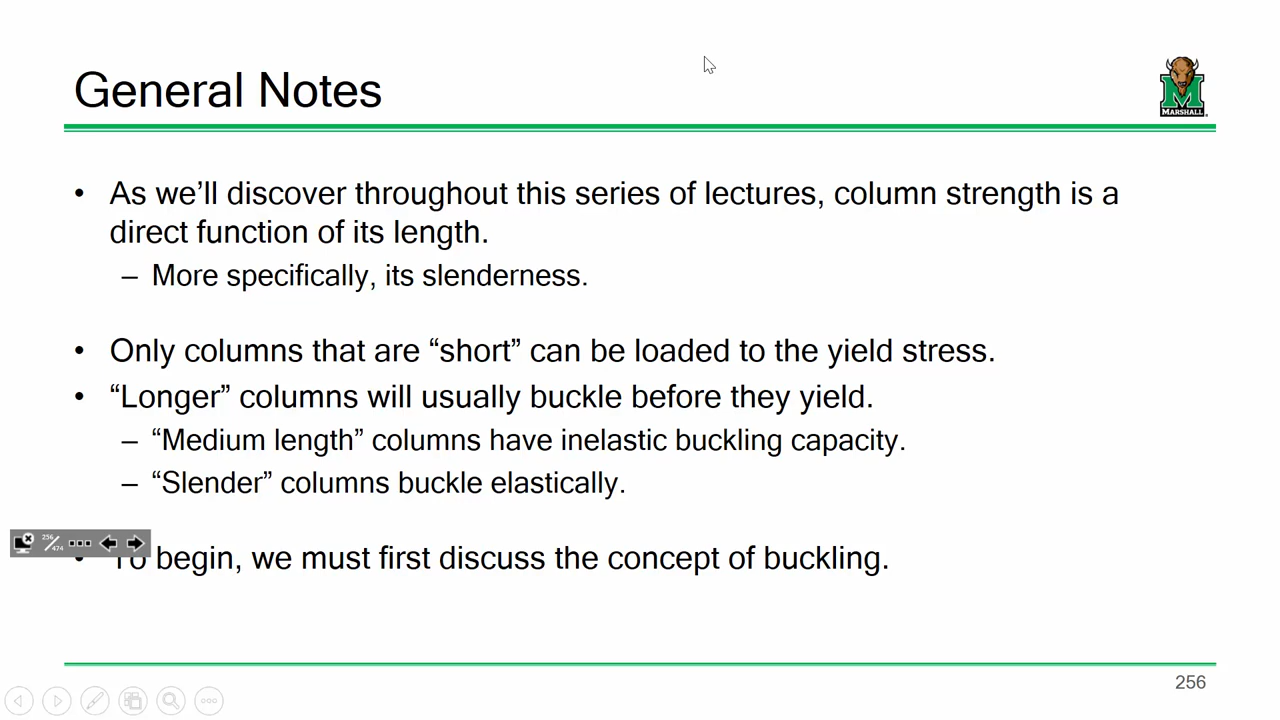 General Notes
MARSHALL
• As we’ll discover throughout this series of lectures, column strength is a
direct function of its length.
– More specifically, its slenderness.
• Only columns that are “short” can be loaded to the yield stress.
• “Longer” columns will usually buckle before they yield.
– “Medium length” columns have inelastic buckling capacity.
– “Slender” columns buckle elastically.
256/474
• To begin, we must first discuss the concept of buckling.
256